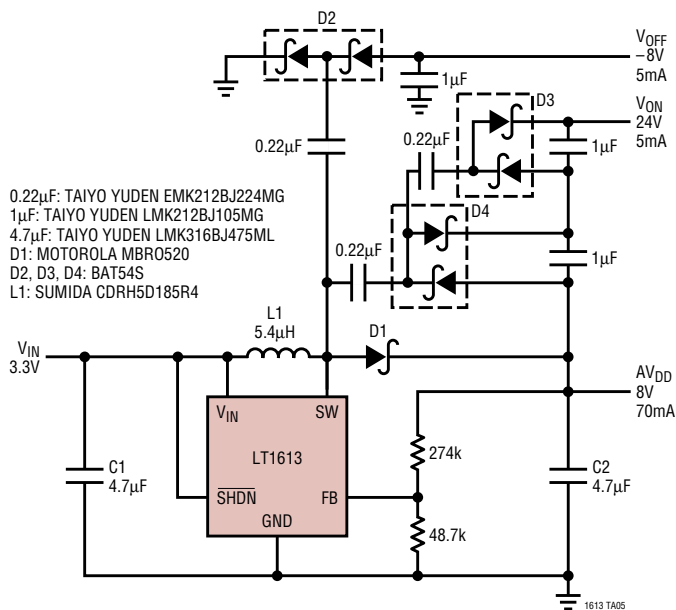 D2
V_OFF
–8V
5mA
1µF
D3
V_ON
24V
5mA
0.22µF
0.22µF
1µF
0.22µF: TAIYO YUDEN EMK212BJ224MG
1µF: TAIYO YUDEN LMK212BJ105MG
4.7µF: TAIYO YUDEN LMK316BJ475ML
D1: MOTOROLA MBRO520
D2, D3, D4: BAT54S
L1: SUMIDA CDRH5D185R4
D4
0.22µF
1µF
L1
5.4µH
D1
V_IN
3.3V
AV_DD
8V
70mA
V_IN
SW
LT1613
SHDN
FB
GND
274k
48.7k
C1
4.7µF
C2
4.7µF
1613 TA05